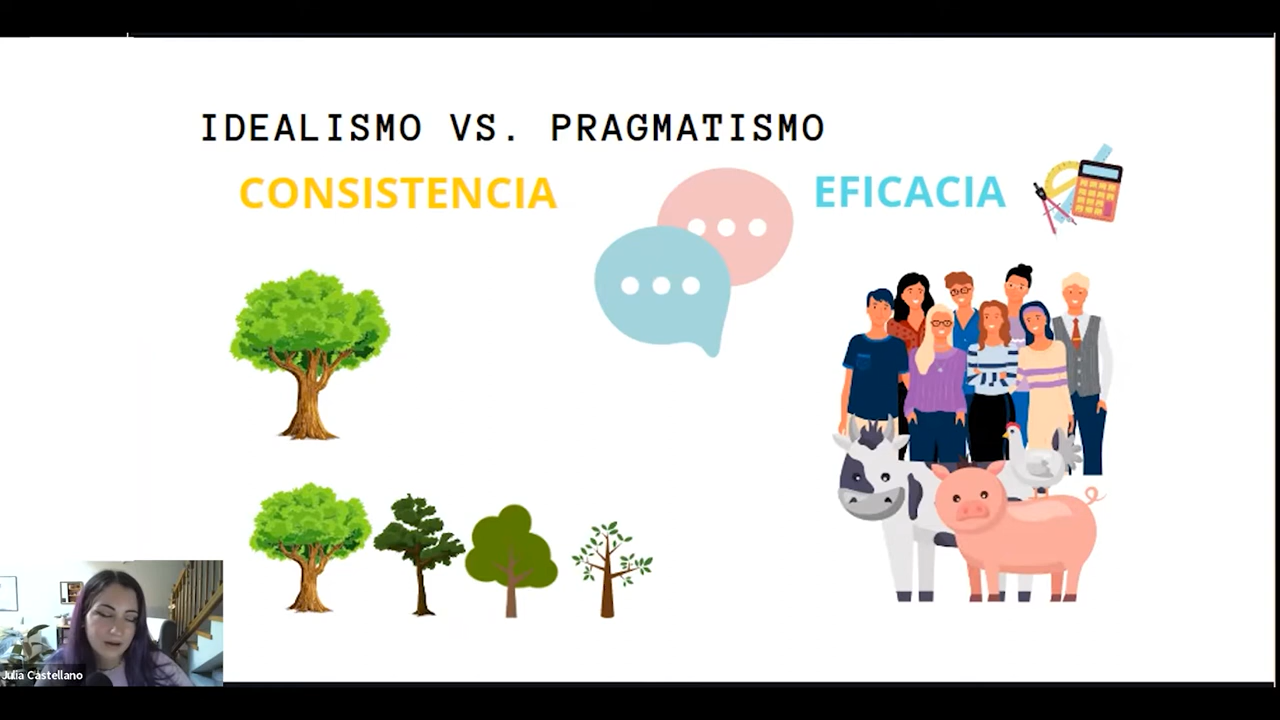 IDEALISMO VS. PRAGMATISMO
CONSISTENCIA
EFICACIA
Julia Castellano